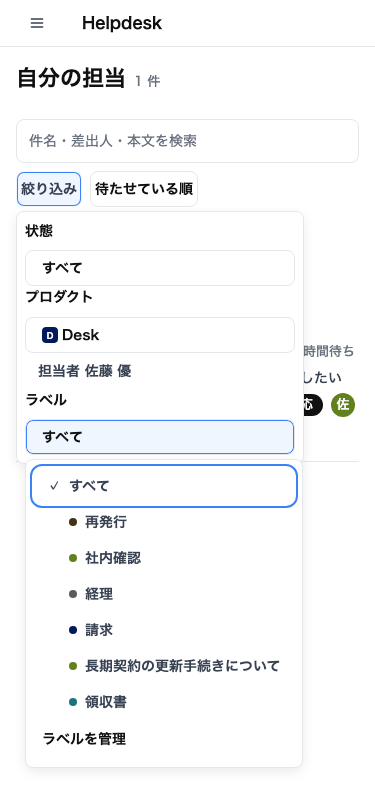 Helpdesk
自分の担当 1 件
件名・差出人・本文を検索
絞り込み 待たせている順
状態
すべて
プロダクト
D Desk
時間待ち
担当者 佐藤 優
したい
ラベル
佐
すべて
✓ すべて
再発行
社内確認
経理
請求
長期契約の更新手続きについて
領収書
ラベルを管理